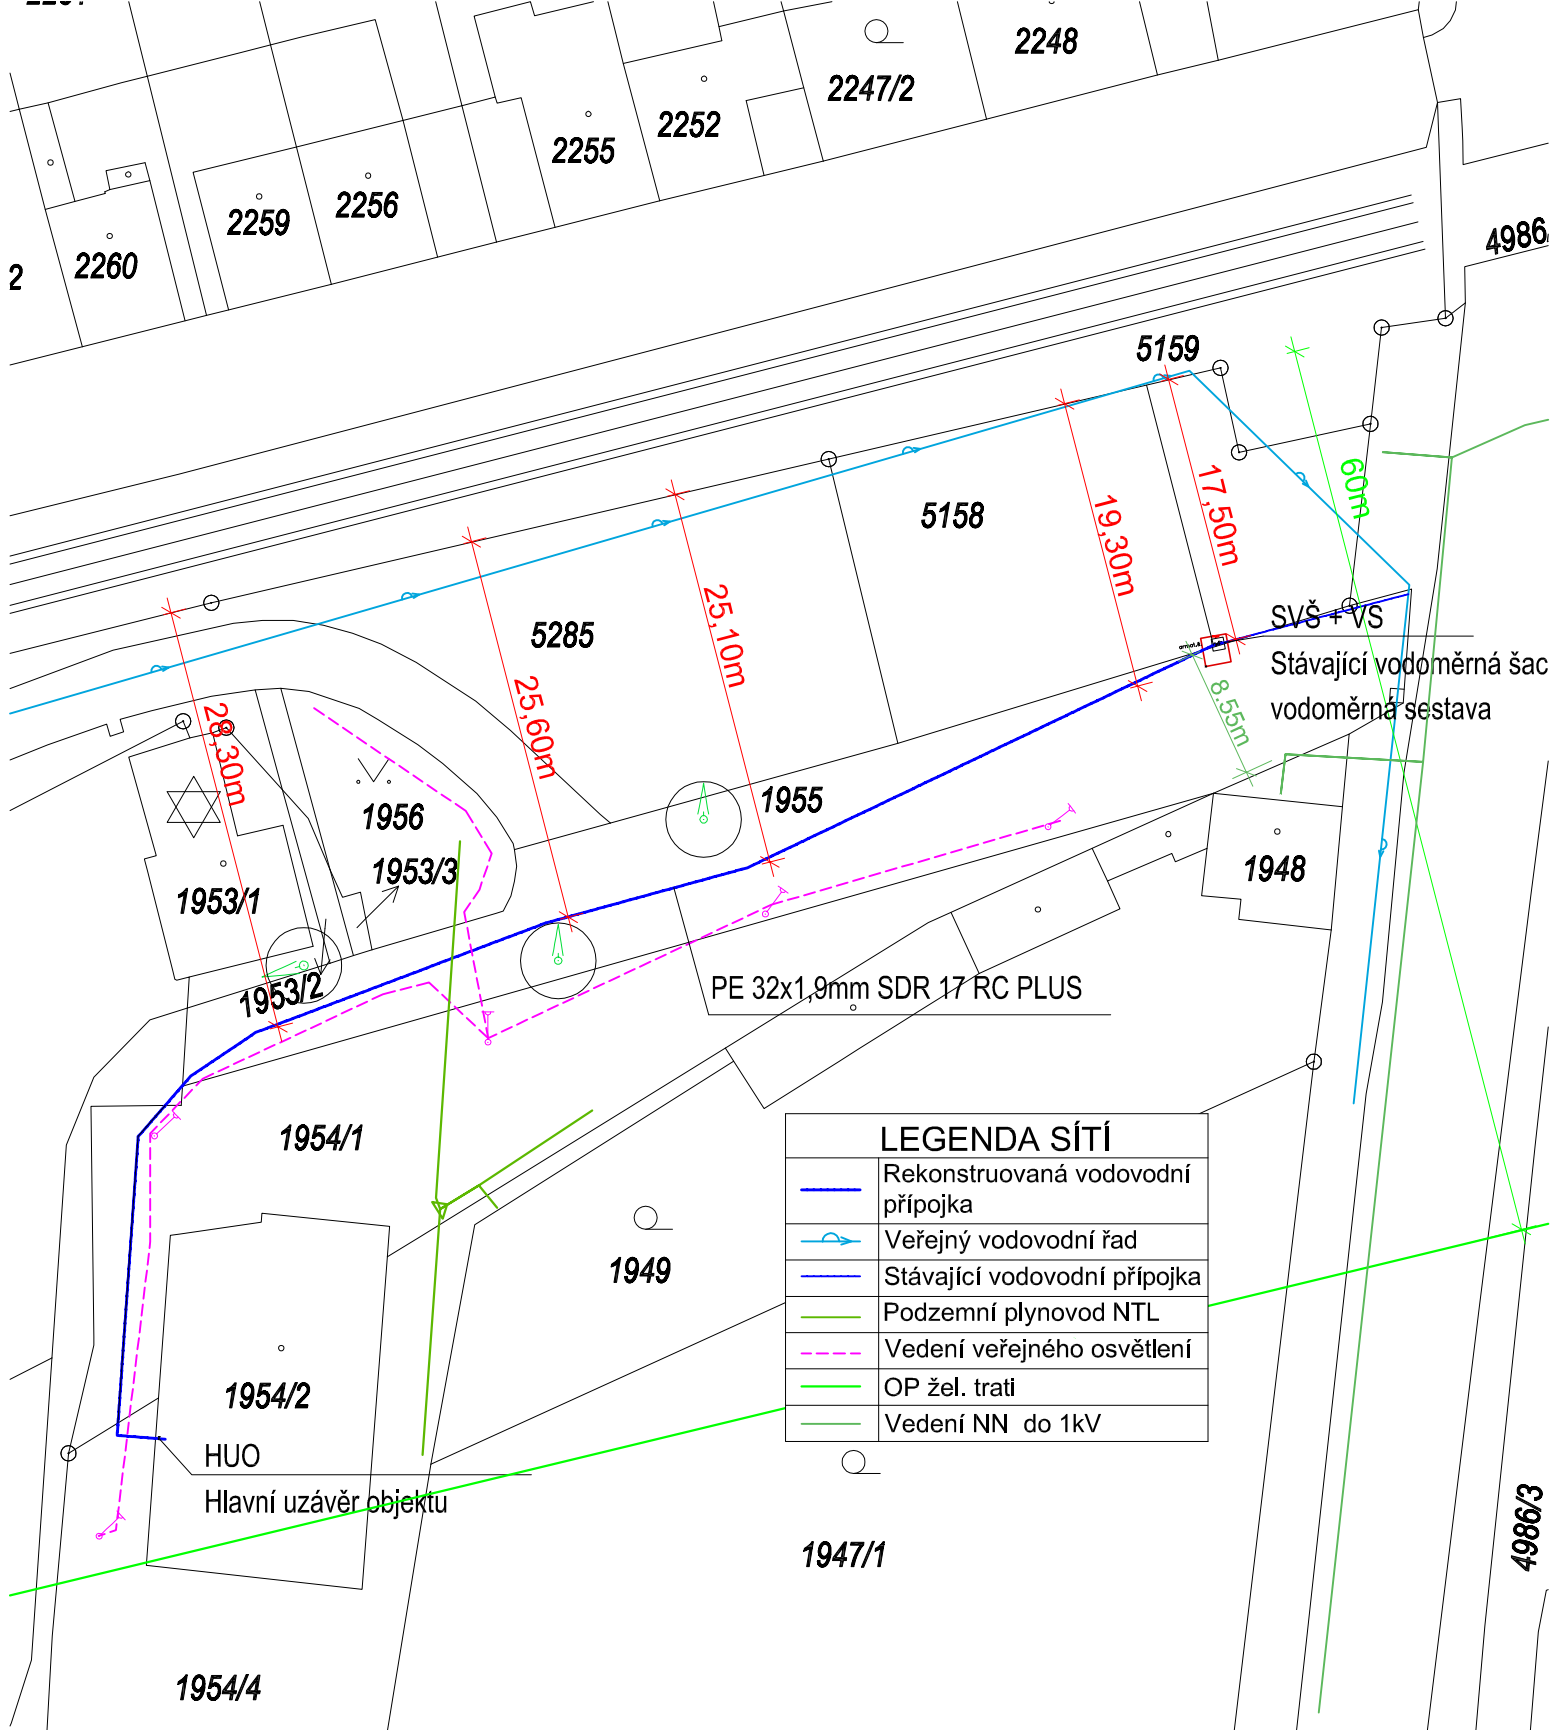 2248
2247/2
2252
2255
2256
2259
2260
2
4986
5159
60m
17,50m
19,30m
5158
25,10m
5285
25,60m
28,30m
SVŠ + VS
Stávající vodoměrná šac
vodoměrná sestava
8.55m
1955
1956
1953/3
1953/1
1948
1953/2
PE 32x1,9mm SDR 17 RC PLUS
1954/1
1949
LEGENDA SÍTÍ
Rekonstruovaná vodovodní
přípojka
Veřejný vodovodní řad
Stávající vodovodní přípojka
Podzemní plynovod NTL
Vedení veřejného osvětlení
OP žel. trati
Vedení NN do 1kV
1954/2
HUO
Hlavní uzávěr objektu
1947/1
4986/3
1954/4